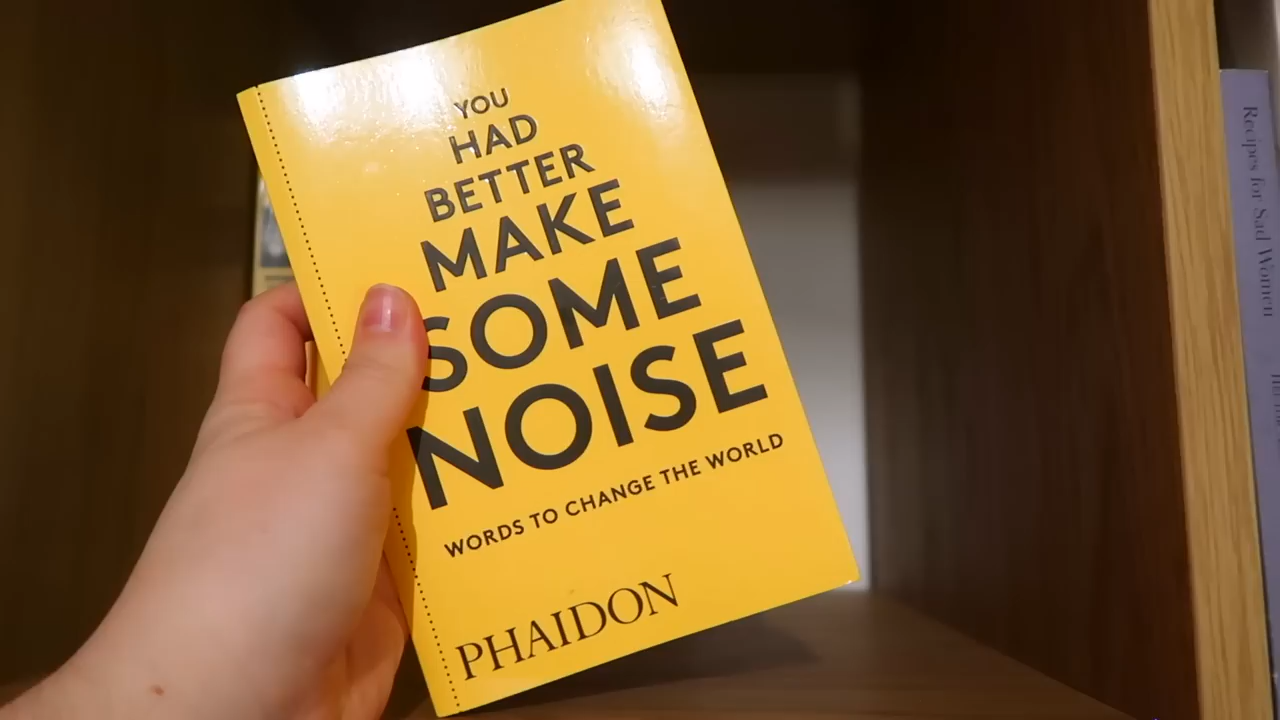 YOU
HAD
BETTER
MAKE
SOME
NOISE
WORDS TO CHANGE THE WORLD
PHAIDON
Recipes for Sad Women